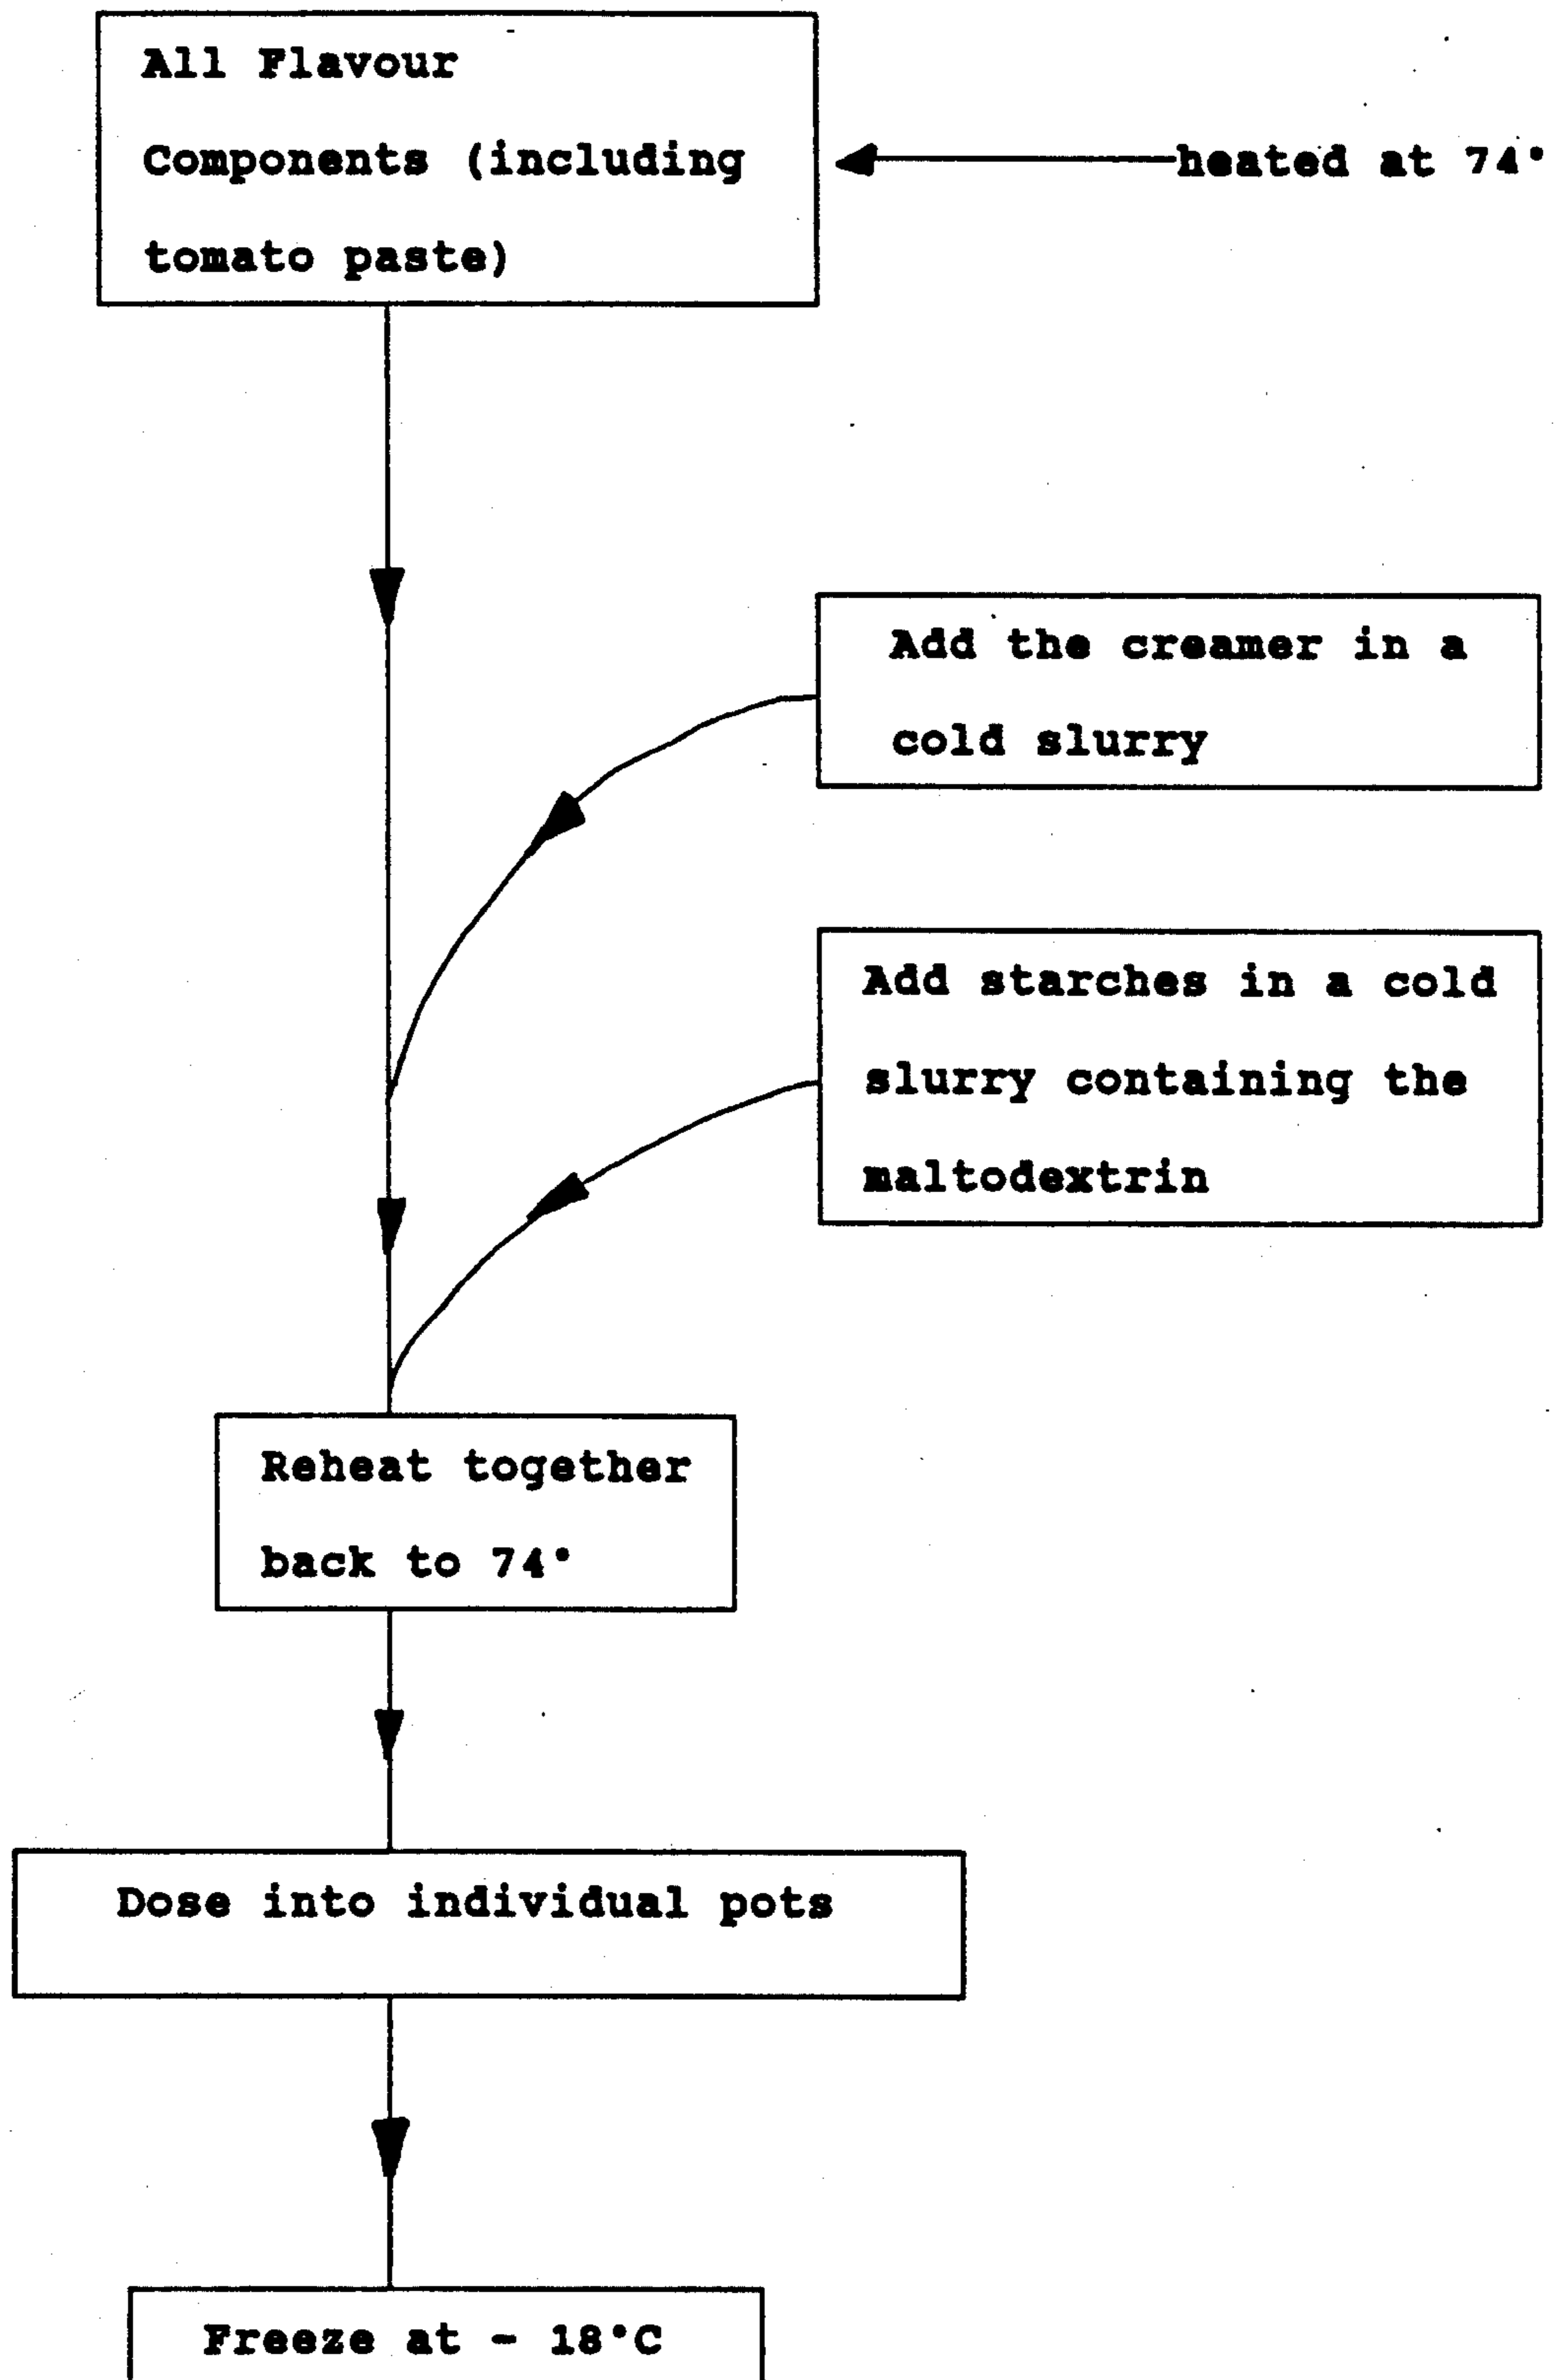 All Flavour
Components (including
tomato paste)
heated at 74°
Add the creamer in a
cold slurry
Add starches in a cold
slurry containing the
maltodextrin
Reheat together
back to 74°
Dose into individual pots
Freeze at - 18°C